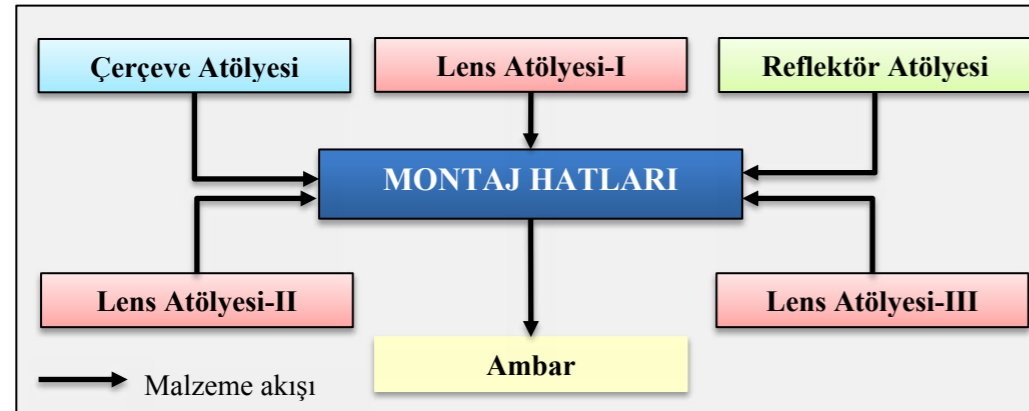 Çerçeve Atölyesi
Lens Atölyesi-I
Reflektör Atölyesi
MONTAJ HATLARI
Lens Atölyesi-II
Lens Atölyesi-III
Ambar
Malzeme akışı